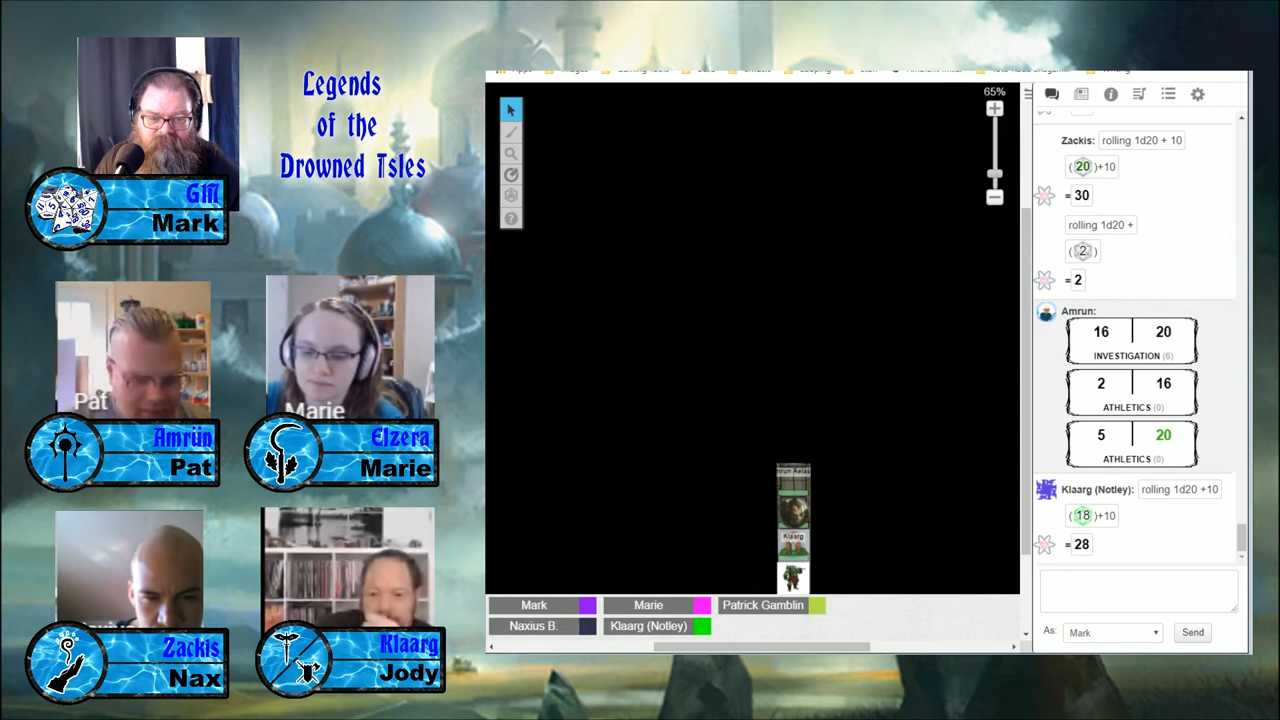 Legends
of the
Drowned Isles
GM
Mark
Pat
Amrün
Pat
Marie
Elzera
Marie
Zackis
Nax
Klaarg
Jody
65%
Klaarg
Mark
Marie
Patrick Gamblin
Naxius B.
Klaarg (Notley)
Zackis:
rolling 1d20 + 10
(20)+10
=30
rolling 1d20 +
(2)
=2
Amrun:
16
20
INVESTIGATION (6)
2
16
ATHLETICS (0)
5
20
ATHLETICS (0)
Klaarg (Notley):
rolling 1d20 +10
(18)+10
=28
As:
Mark
Send